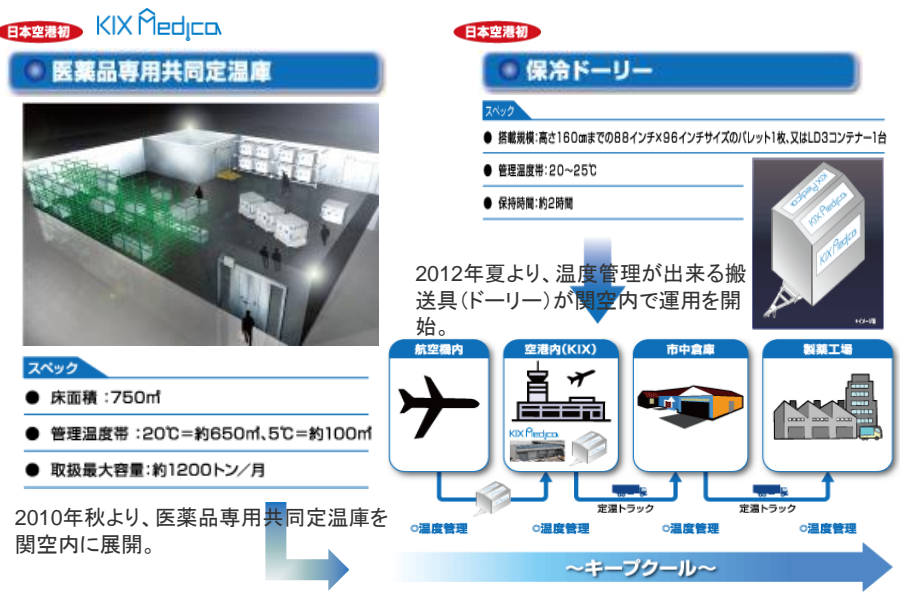 日本空港初
KIX Medica
医薬品専用共同定温庫
スペック
● 床面積：750㎡
● 管理温度帯：20℃＝約650㎡、5℃＝約100㎡
● 取扱最大容量：約1200トン／月
2010年秋より、医薬品専用共同定温庫を
関空内に展開。
日本空港初
保冷ドーリー
スペック
● 搭載規模：高さ160㎝までの88インチ×96インチサイズのパレット1枚、又はLD3コンテナー1台
● 管理温度帯：20～25℃
● 保持時間：約2時間
KIX Medica
KIX Medica
KIX Medica
＊イメージ図
2012年夏より、温度管理が出来る搬
送具（ドーリー）が関空内で運用を開
始。
航空機内
空港内（KIX）
市中倉庫
製薬工場
KIX Medica
定温トラック
定温トラック
◎温度管理
◎温度管理
◎温度管理
◎温度管理
～キープクール～